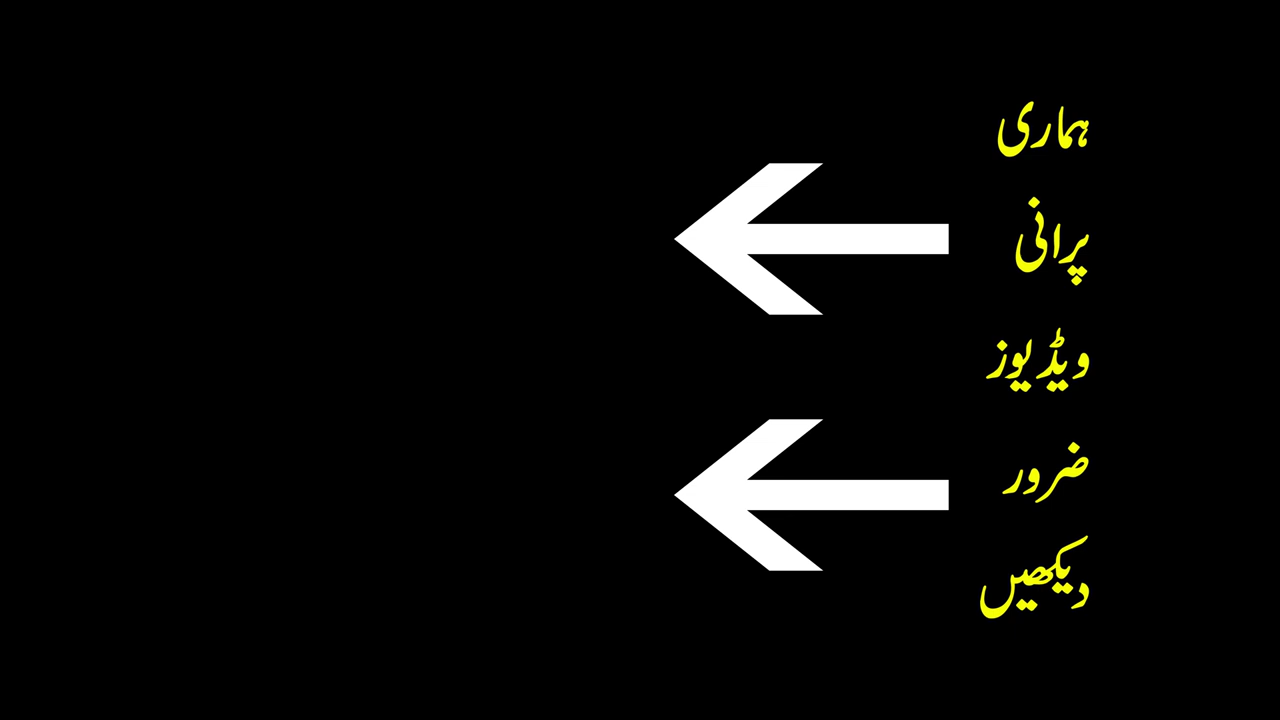 ہماری
پرانی
ویڈیوز
ضرور
دیکھیں